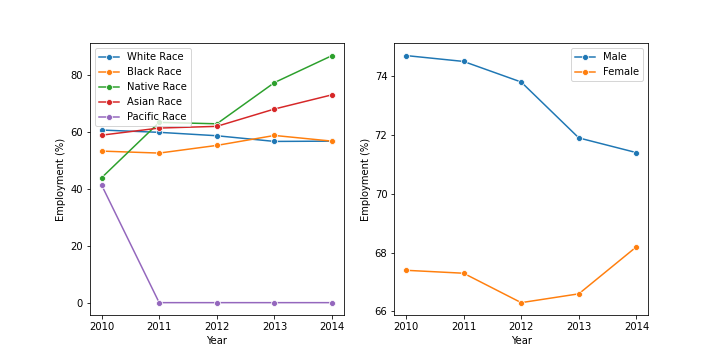 White Race
Black Race
Native Race
Asian Race
Pacific Race
80
60
40
20
0
Employment (%)
2010 2011 2012 2013 2014
Year
Male
Female
74
72
70
68
66
Employment (%)
2010 2011 2012 2013 2014
Year